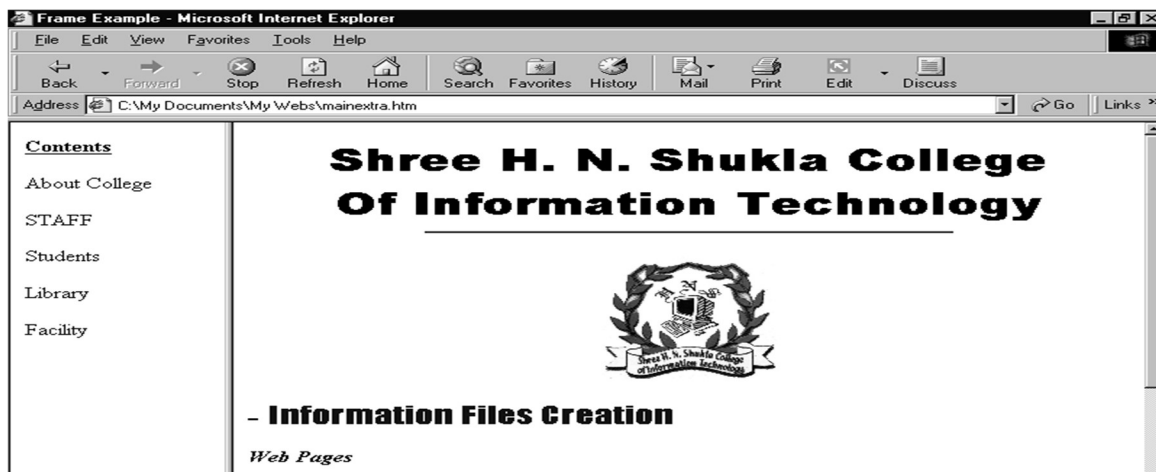 Frame Example - Microsoft Internet Explorer
File Edit View Favorites Tools Help
Back Forward Stop Refresh Home Search Favorites History Mail Print Edit Discuss
Address C:\My Documents\My Webs\mainextra.htm Go Links »
Contents
About College
STAFF
Students
Library
Facility
Shree H. N. Shukla College
Of Information Technology
H N S
Shree H. N. Shukla College
of Information Technology
– Information Files Creation
Web Pages